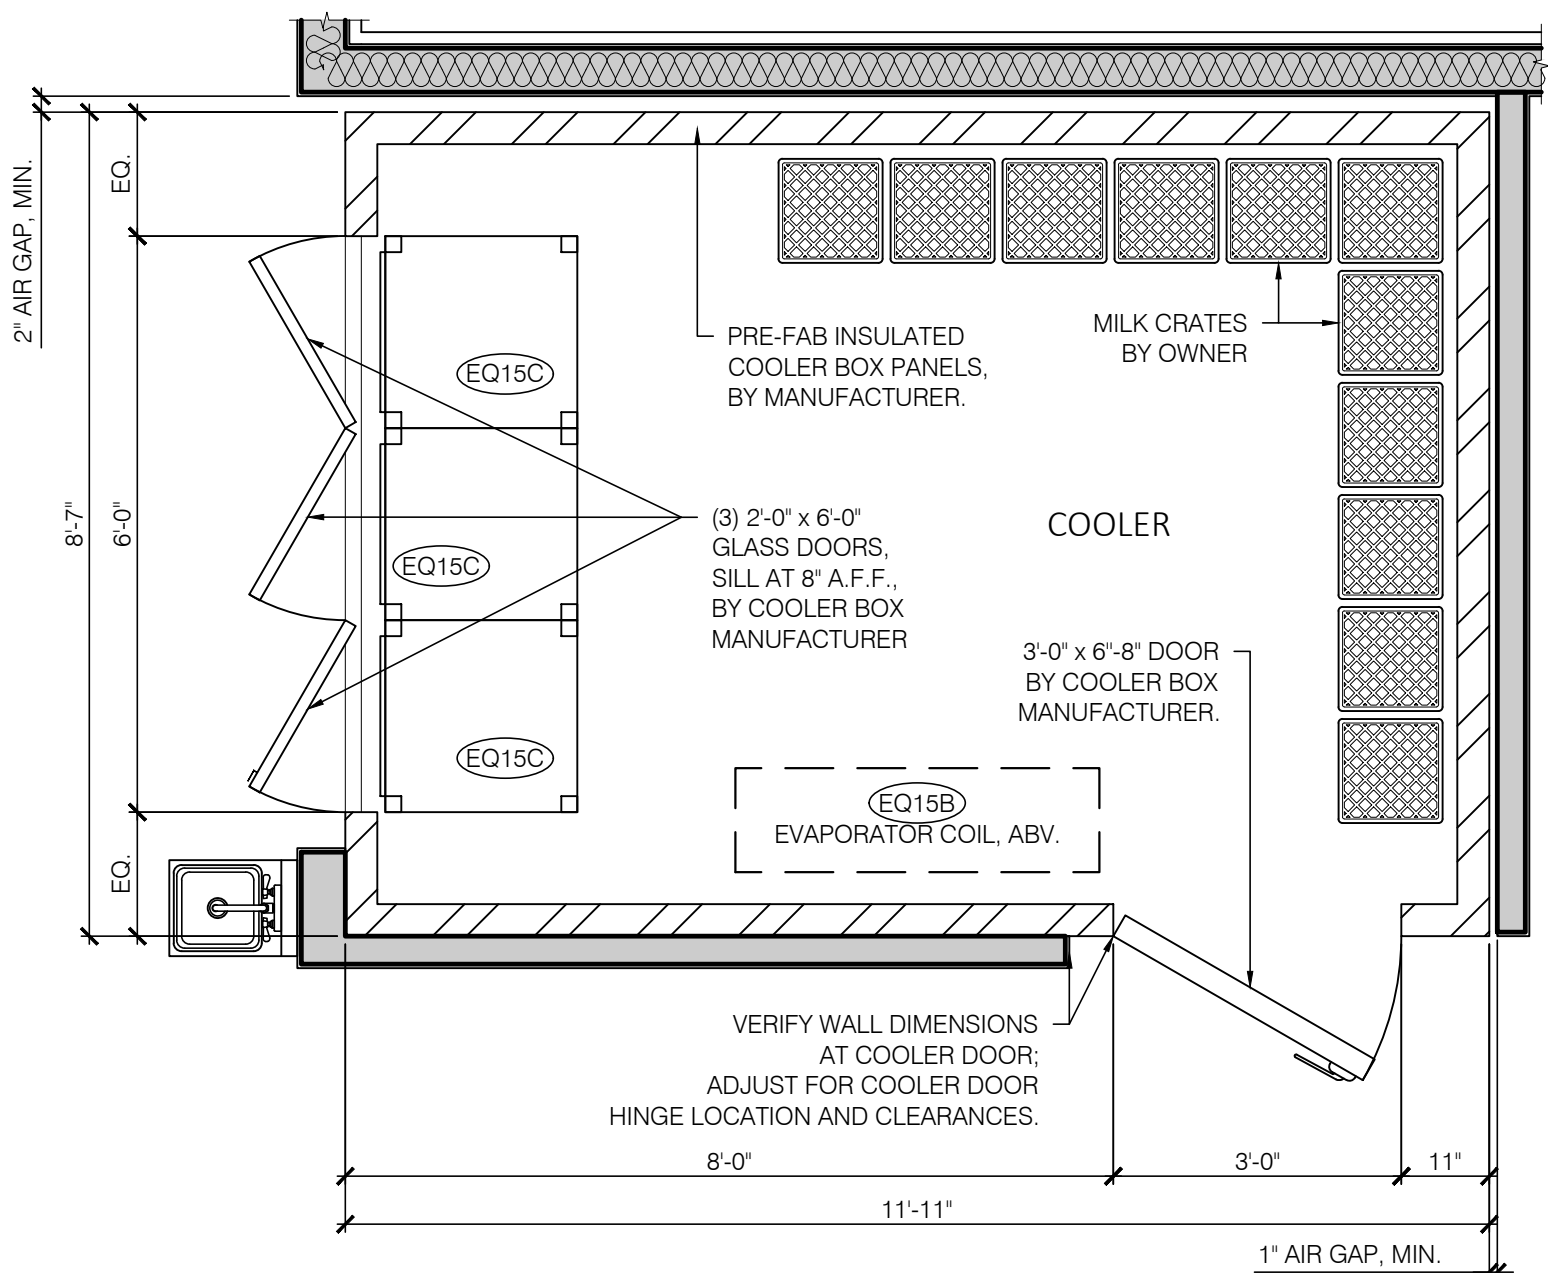 2" AIR GAP, MIN.
8'-7"
EQ.
6'-0"
EQ.
EQ15C
EQ15C
EQ15C
PRE-FAB INSULATED
COOLER BOX PANELS,
BY MANUFACTURER.
MILK CRATES
BY OWNER
(3) 2'-0" x 6'-0"
GLASS DOORS,
SILL AT 8" A.F.F.,
BY COOLER BOX
MANUFACTURER
COOLER
3'-0" x 6"-8" DOOR
BY COOLER BOX
MANUFACTURER.
EQ15B
EVAPORATOR COIL, ABV.
VERIFY WALL DIMENSIONS
AT COOLER DOOR;
ADJUST FOR COOLER DOOR
HINGE LOCATION AND CLEARANCES.
8'-0"
3'-0"
11"
11'-11"
1" AIR GAP, MIN.